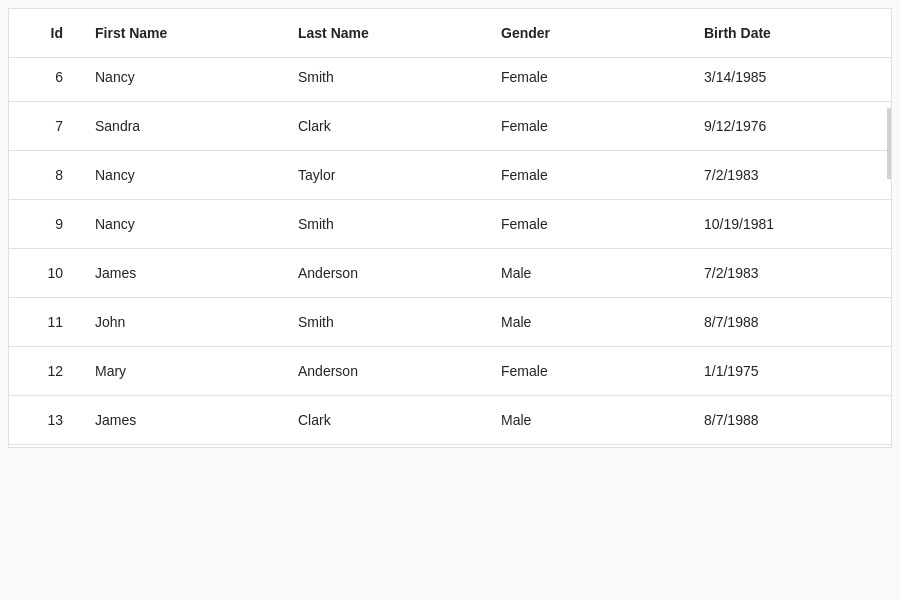 Id First Name Last Name Gender Birth Date
6 Nancy Smith Female 3/14/1985
7 Sandra Clark Female 9/12/1976
8 Nancy Taylor Female 7/2/1983
9 Nancy Smith Female 10/19/1981
10 James Anderson Male 7/2/1983
11 John Smith Male 8/7/1988
12 Mary Anderson Female 1/1/1975
13 James Clark Male 8/7/1988